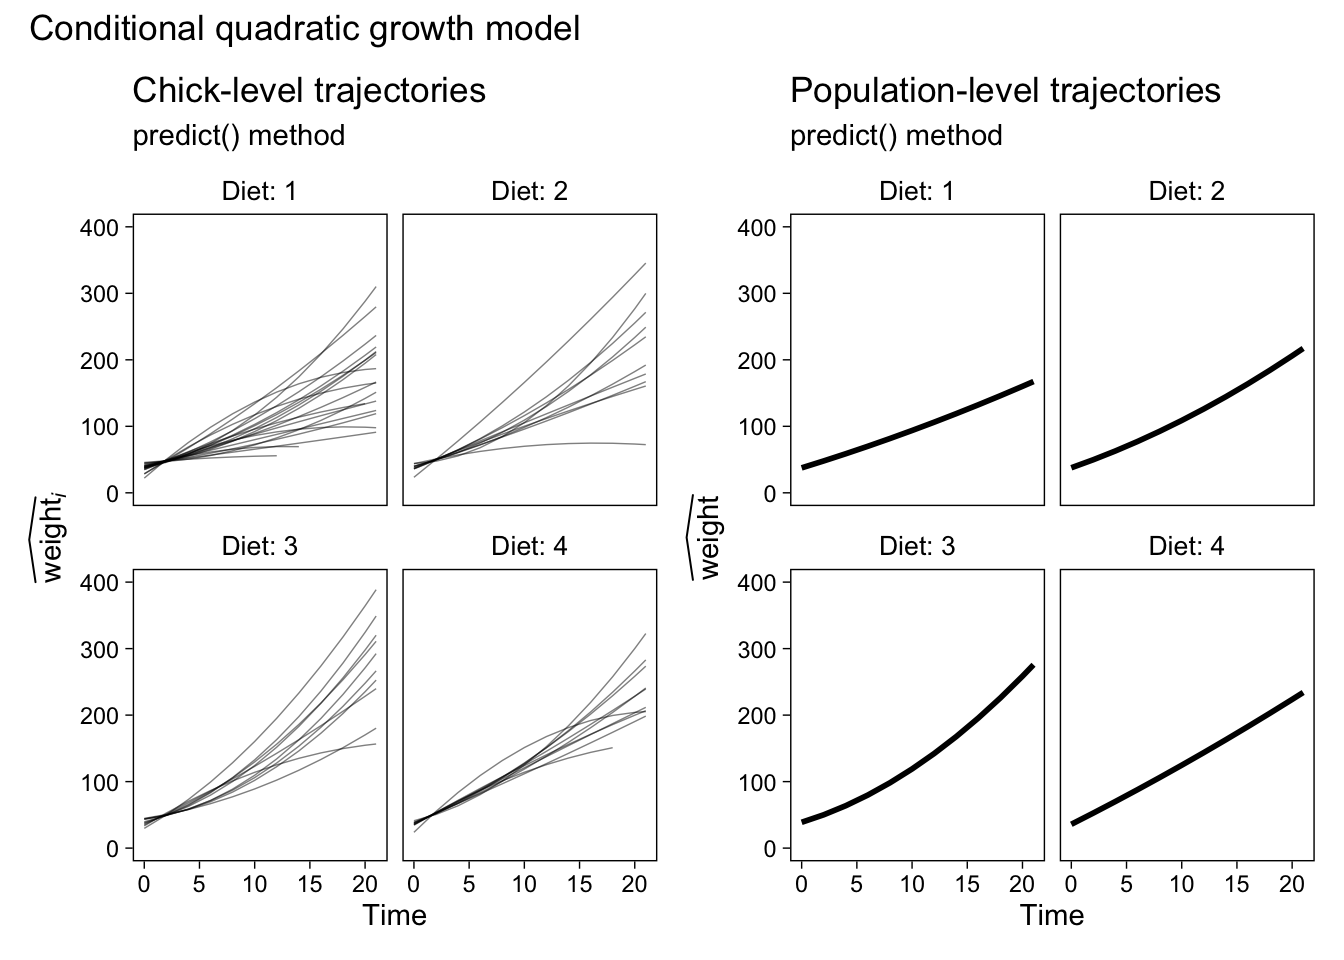 Conditional quadratic growth model
Chick-level trajectories
predict() method
Diet: 1
Diet: 2
400
300
200
100
0
Diet: 3
Diet: 4
400
300
200
100
0
0 5 10 15 20
0 5 10 15 20
Time
weightᵢ
Population-level trajectories
predict() method
Diet: 1
Diet: 2
400
300
200
100
0
Diet: 3
Diet: 4
400
300
200
100
0
0 5 10 15 20
0 5 10 15 20
Time
weight